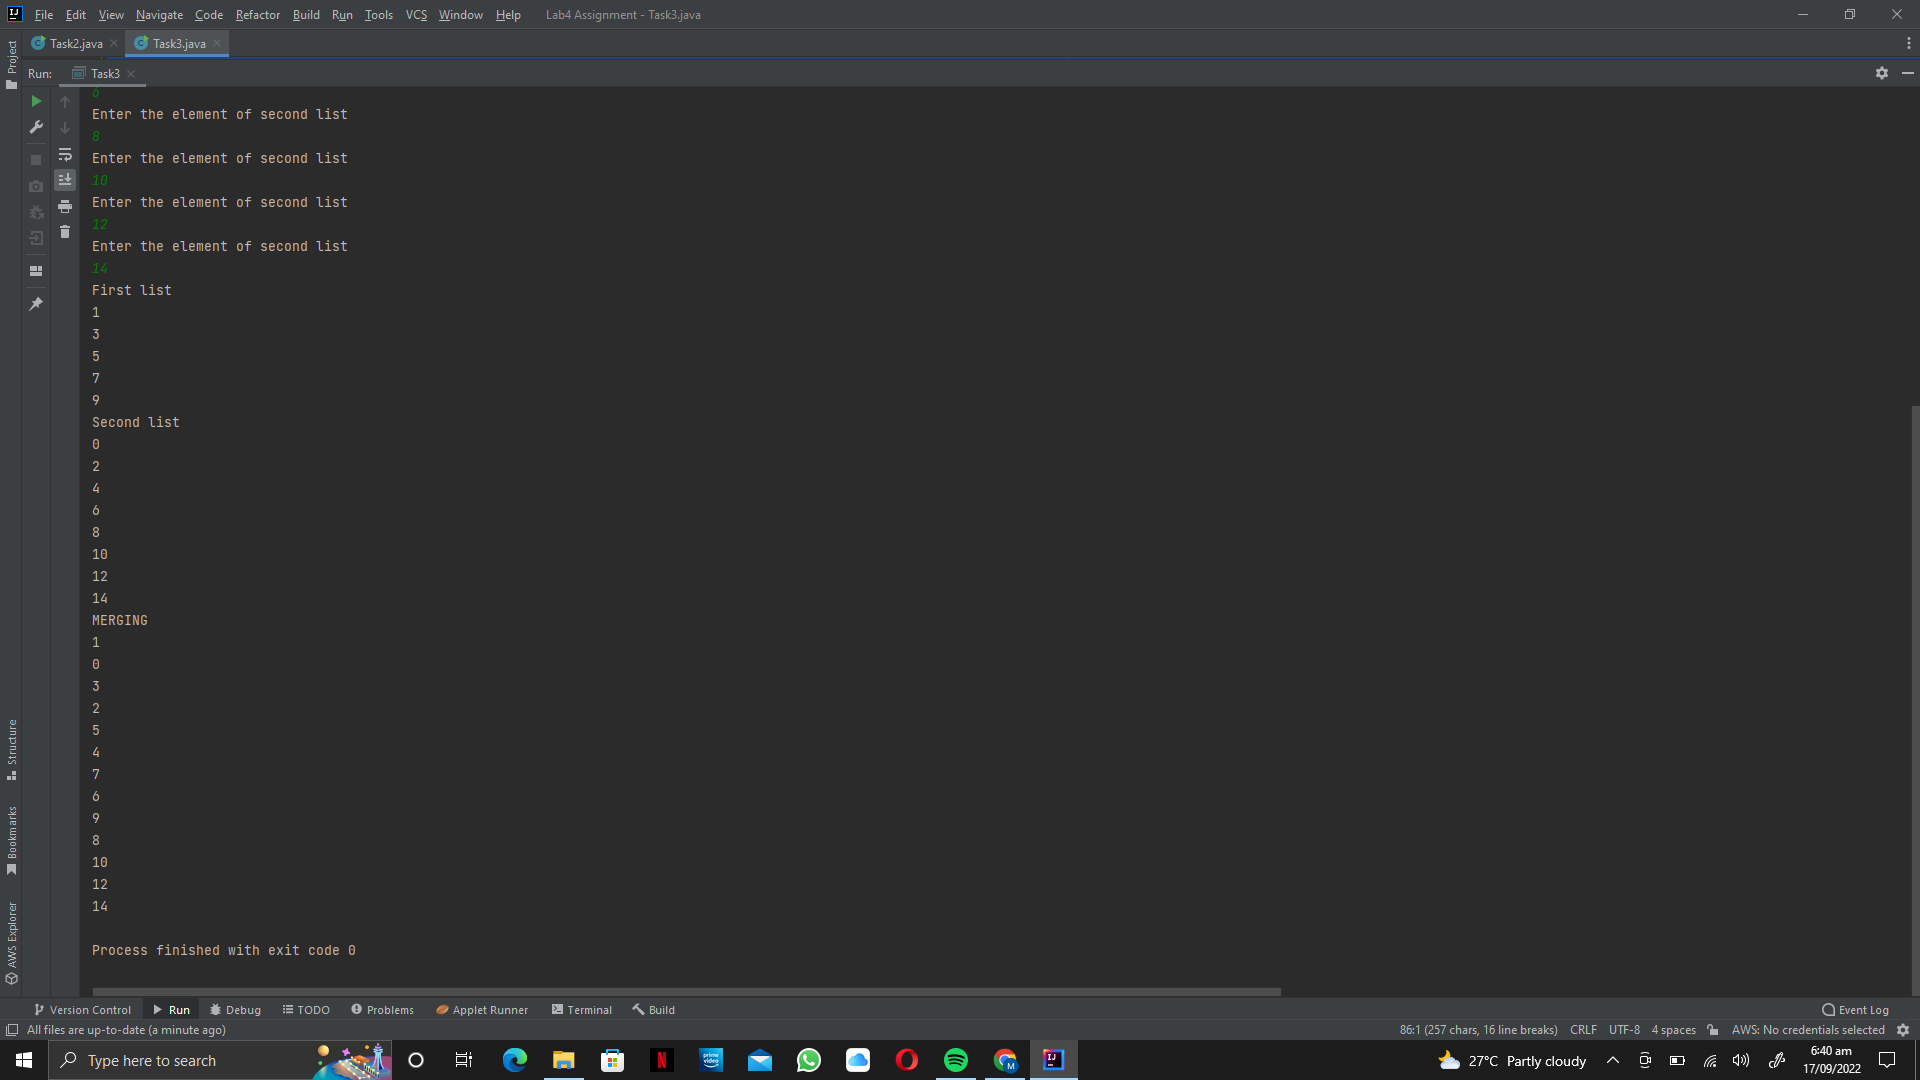 File Edit View Navigate Code Refactor Build Run Tools VCS Window Help Lab4 Assignment - Task3.java
Task2.java Task3.java
Project
Run: Task3
6
Enter the element of second list
8
Enter the element of second list
10
Enter the element of second list
12
Enter the element of second list
14
First list
1
3
5
7
9
Second list
0
2
4
6
8
10
12
14
MERGING
1
0
3
2
5
4
7
6
9
8
10
12
14
Process finished with exit code 0
Structure
Bookmarks
AWS Explorer
Version Control Run Debug TODO Problems Applet Runner Terminal Build Event Log
All files are up-to-date (a minute ago) 86:1 (257 chars, 16 line breaks) CRLF UTF-8 4 spaces AWS: No credentials selected
Type here to search 27°C Partly cloudy 6:40 am
17/09/2022